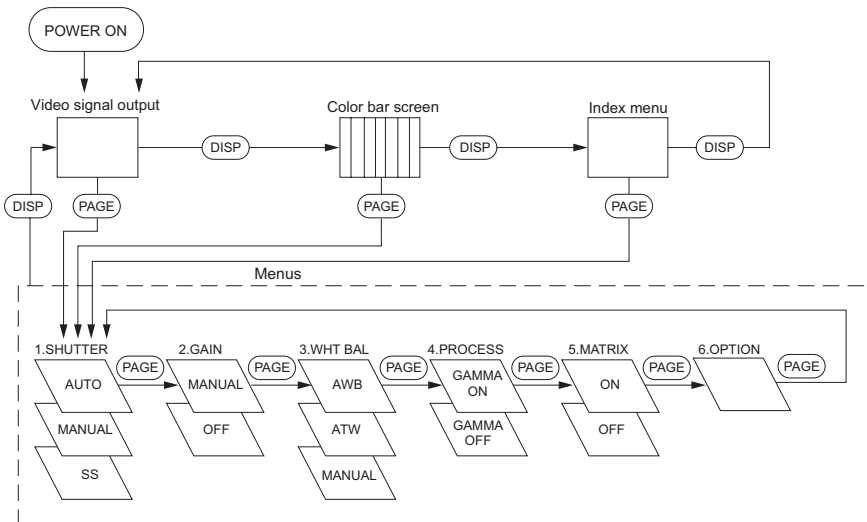 POWER ON
Video signal output
Color bar screen
Index menu
DISP
DISP
DISP
DISP
PAGE
PAGE
PAGE
Menus
1.SHUTTER
2.GAIN
3.WHT BAL
4.PROCESS
5.MATRIX
6.OPTION
PAGE
PAGE
PAGE
PAGE
PAGE
PAGE
AUTO
MANUAL
AWB
GAMMA
ON
ON
MANUAL
OFF
ATW
GAMMA
OFF
OFF
SS
MANUAL